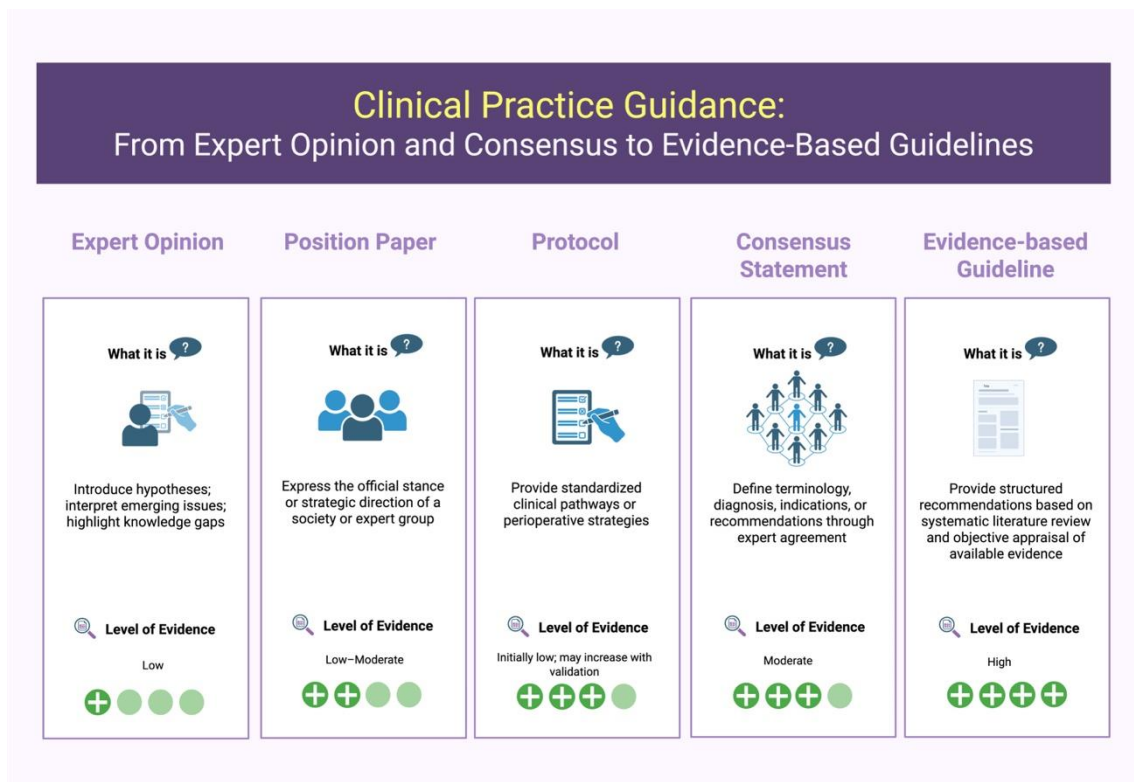 Clinical Practice Guidance:
From Expert Opinion and Consensus to Evidence-Based Guidelines
Expert Opinion
What it is ?
Introduce hypotheses;
interpret emerging issues;
highlight knowledge gaps
Level of Evidence
Low
Position Paper
What it is ?
Express the official stance
or strategic direction of a
society or expert group
Level of Evidence
Low–Moderate
Protocol
What it is ?
Provide standardized
clinical pathways or
perioperative strategies
Level of Evidence
Initially low; may increase with
validation
Consensus
Statement
What it is ?
Define terminology,
diagnosis, indications, or
recommendations through
expert agreement
Level of Evidence
Moderate
Evidence-based
Guideline
What it is ?
Provide structured
recommendations based on
systematic literature review
and objective appraisal of
available evidence
Level of Evidence
High